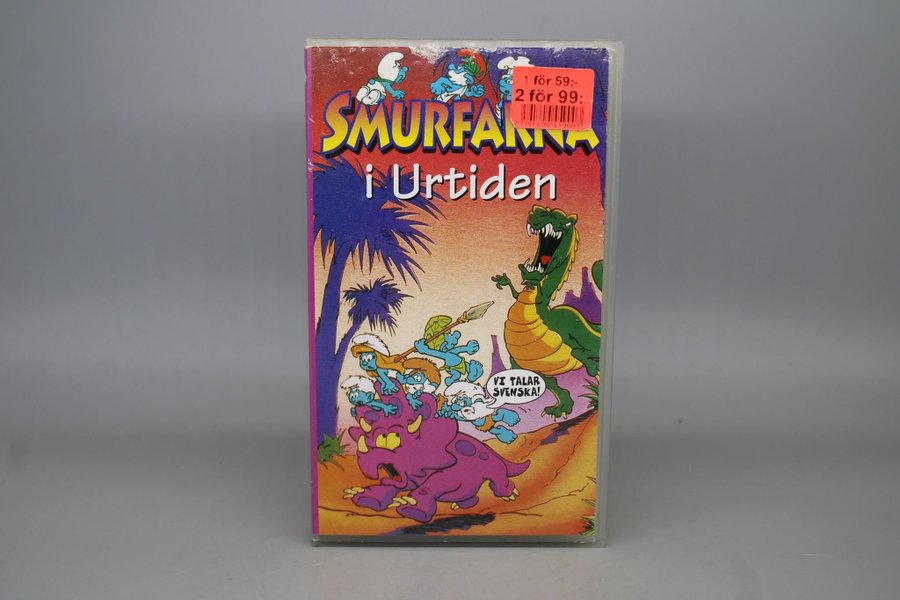 1 för 59:-
2 för 99:-
SMURFARNA
i Urtiden
VI TALAR
SVENSKA!